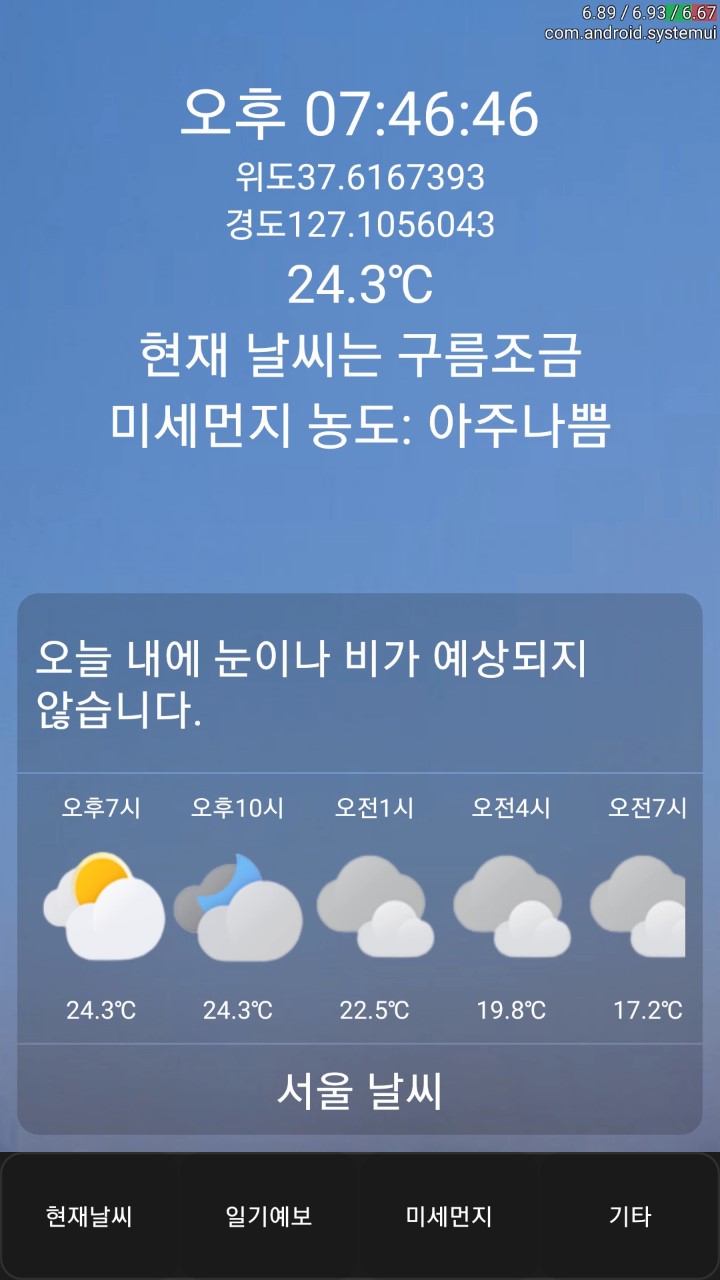 6.89 / 6.93 / 6.67
com.android.systemui
오후 07:46:46
위도37.6167393
경도127.1056043
24.3℃
현재 날씨는 구름조금
미세먼지 농도: 아주나쁨
오늘 내에 눈이나 비가 예상되지
않습니다.
오후7시 오후10시 오전1시 오전4시 오전7시
24.3℃ 24.3℃ 22.5℃ 19.8℃ 17.2℃
서울 날씨
현재날씨 일기예보 미세먼지 기타